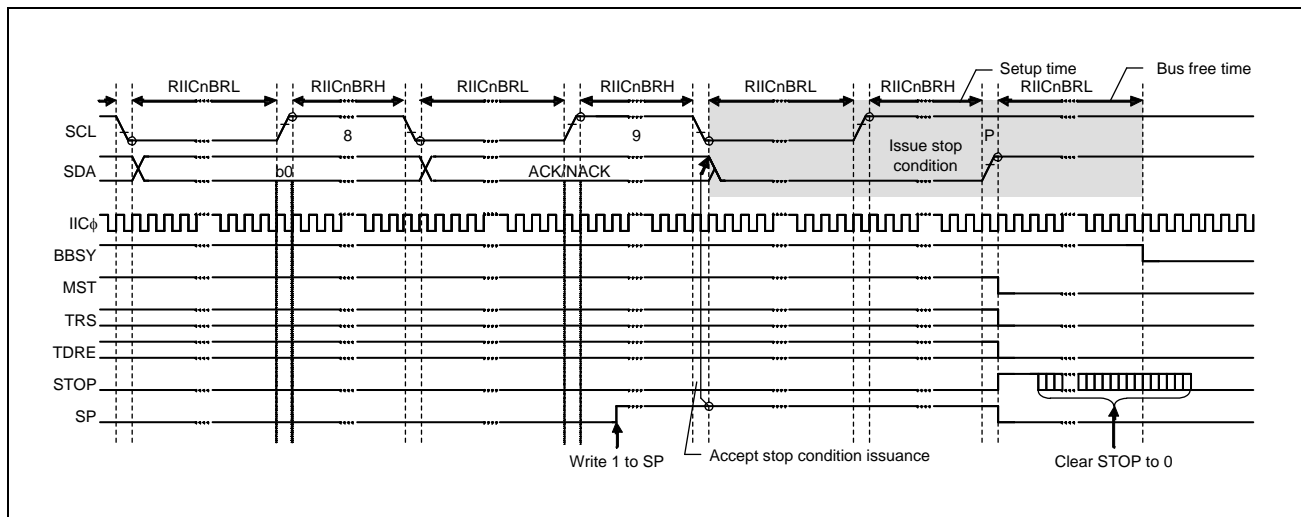 Setup time
Bus free time
RIICnBRL RIICnBRH RIICnBRL RIICnBRH RIICnBRL RIICnBRH RIICnBRL
SCL
8
9
Issue stop
condition
P
SDA
b0
ACK/NACK
IICϕ
BBSY
MST
TRS
TDRE
STOP
SP
Write 1 to SP
Accept stop condition issuance
Clear STOP to 0